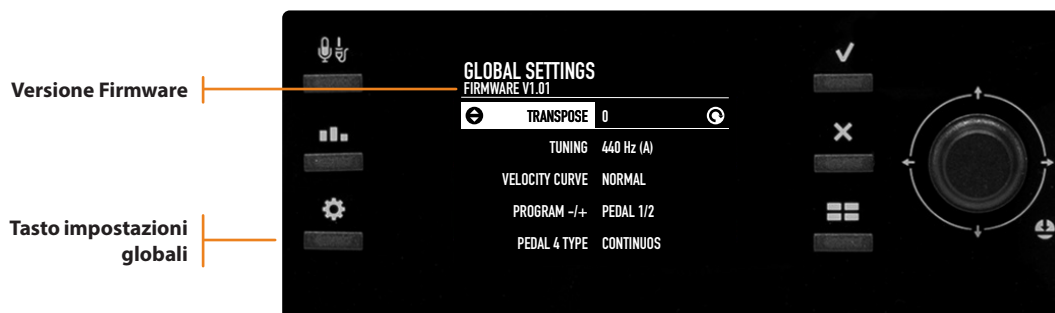 Versione Firmware
Tasto impostazioni
globali
GLOBAL SETTINGS
FIRMWARE V1.01
TRANSPOSE 0
TUNING 440 Hz (A)
VELOCITY CURVE NORMAL
PROGRAM -/+ PEDAL 1/2
PEDAL 4 TYPE CONTINUOS